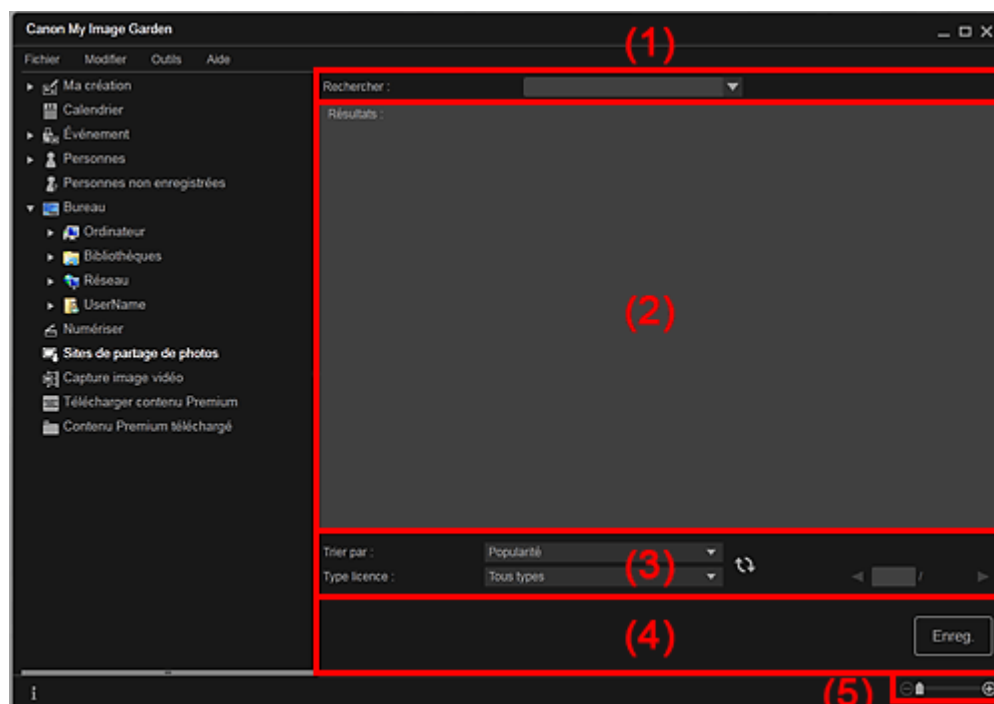 Canon My Image Garden
Fichier Modifier Outils Aide
(1)
Ma création
Rechercher :
Calendrier
Résultats :
Événement
Personnes
Personnes non enregistrées
Bureau
Ordinateur
Bibliothèques
Réseau
UserName
(2)
Numériser
Sites de partage de photos
Capture image vidéo
Télécharger contenu Premium
Contenu Premium téléchargé
Trier par : Popularité
(3)
Type licence : Tous types /
(4)
Enreg.
(5)
i